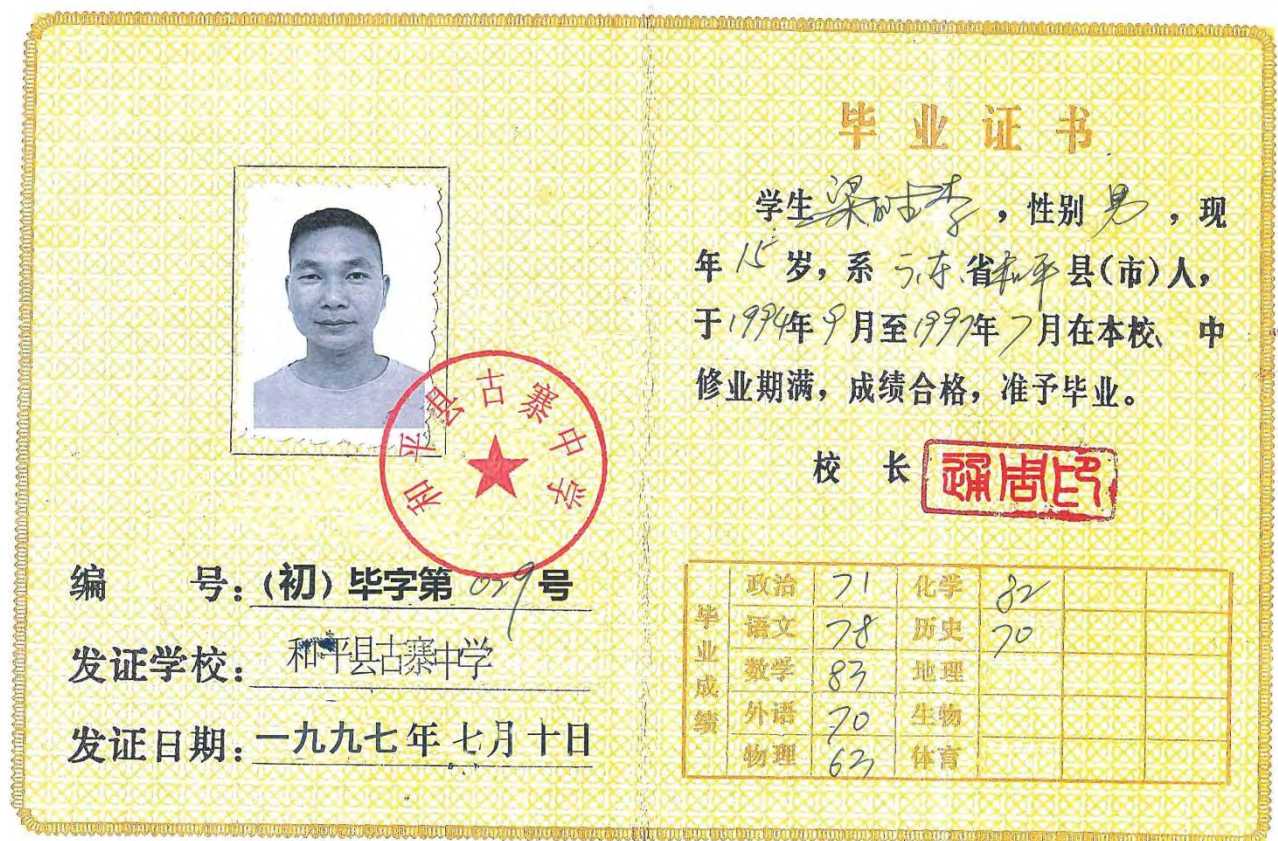 和平县古寨中学
编 号：(初) 毕字第 029 号
发证学校： 和平县古寨中学
发证日期： 一九九七年七月十日
毕业证书
学生梁时李，性别 男，现
年 15 岁，系 广东 省和平县(市)人，
于1994年9月至1997年7月在本校、中
修业期满，成绩合格，准予毕业。
校 长
毕业成绩
政治 71 化学 82
语文 78 历史 70
数学 83 地理
外语 70 生物
物理 63 体育